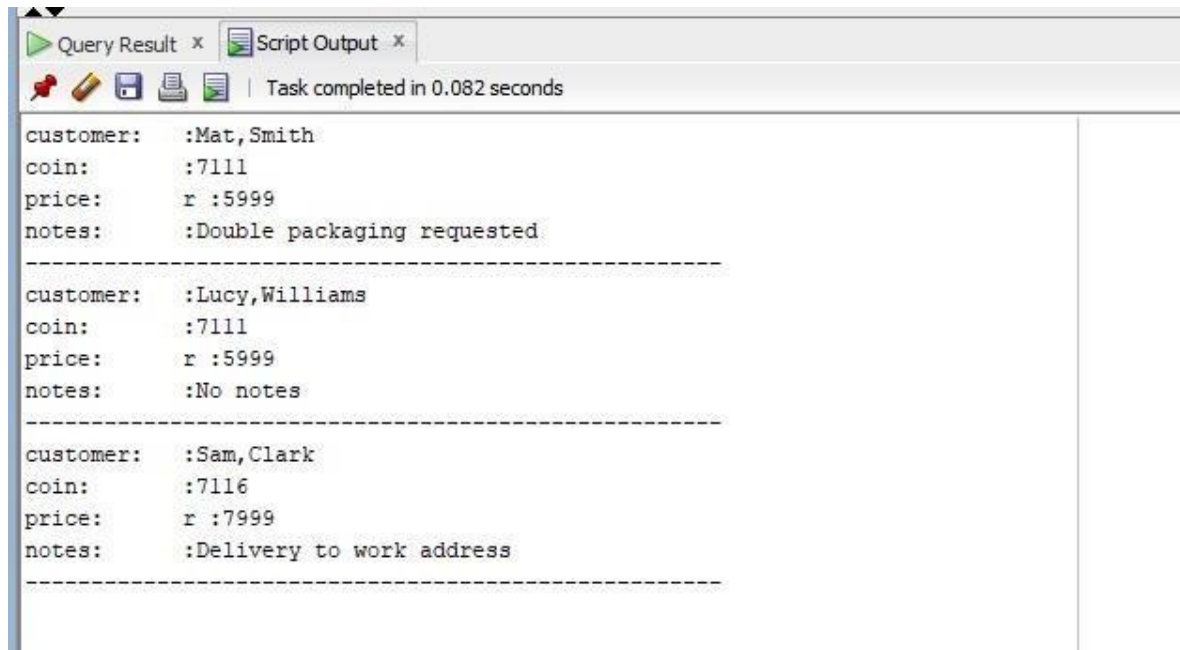 Query Result x Script Output x
Task completed in 0.082 seconds
customer: :Mat,Smith
coin: :7111
price: r :5999
notes: :Double packaging requested
-----------------------------------------------------
customer: :Lucy,Williams
coin: :7111
price: r :5999
notes: :No notes
-----------------------------------------------------
customer: :Sam,Clark
coin: :7116
price: r :7999
notes: :Delivery to work address
-----------------------------------------------------